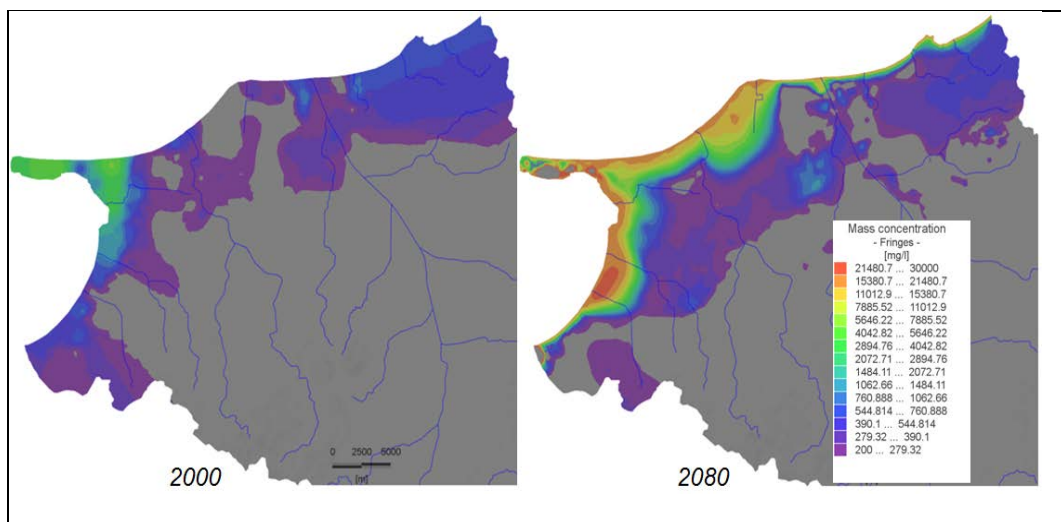 Mass concentration
- Fringes -
[mg/l]
21480.7 ... 30000
15380.7 ... 21480.7
11012.9 ... 15380.7
7885.52 ... 11012.9
5646.22 ... 7885.52
4042.82 ... 5646.22
2894.76 ... 4042.82
2072.71 ... 2894.76
1484.11 ... 2072.71
1062.66 ... 1484.11
760.888 ... 1062.66
544.814 ... 760.888
390.1 ... 544.814
279.32 ... 390.1
200 ... 279.32
0 2500 5000
[m]
2000
2080